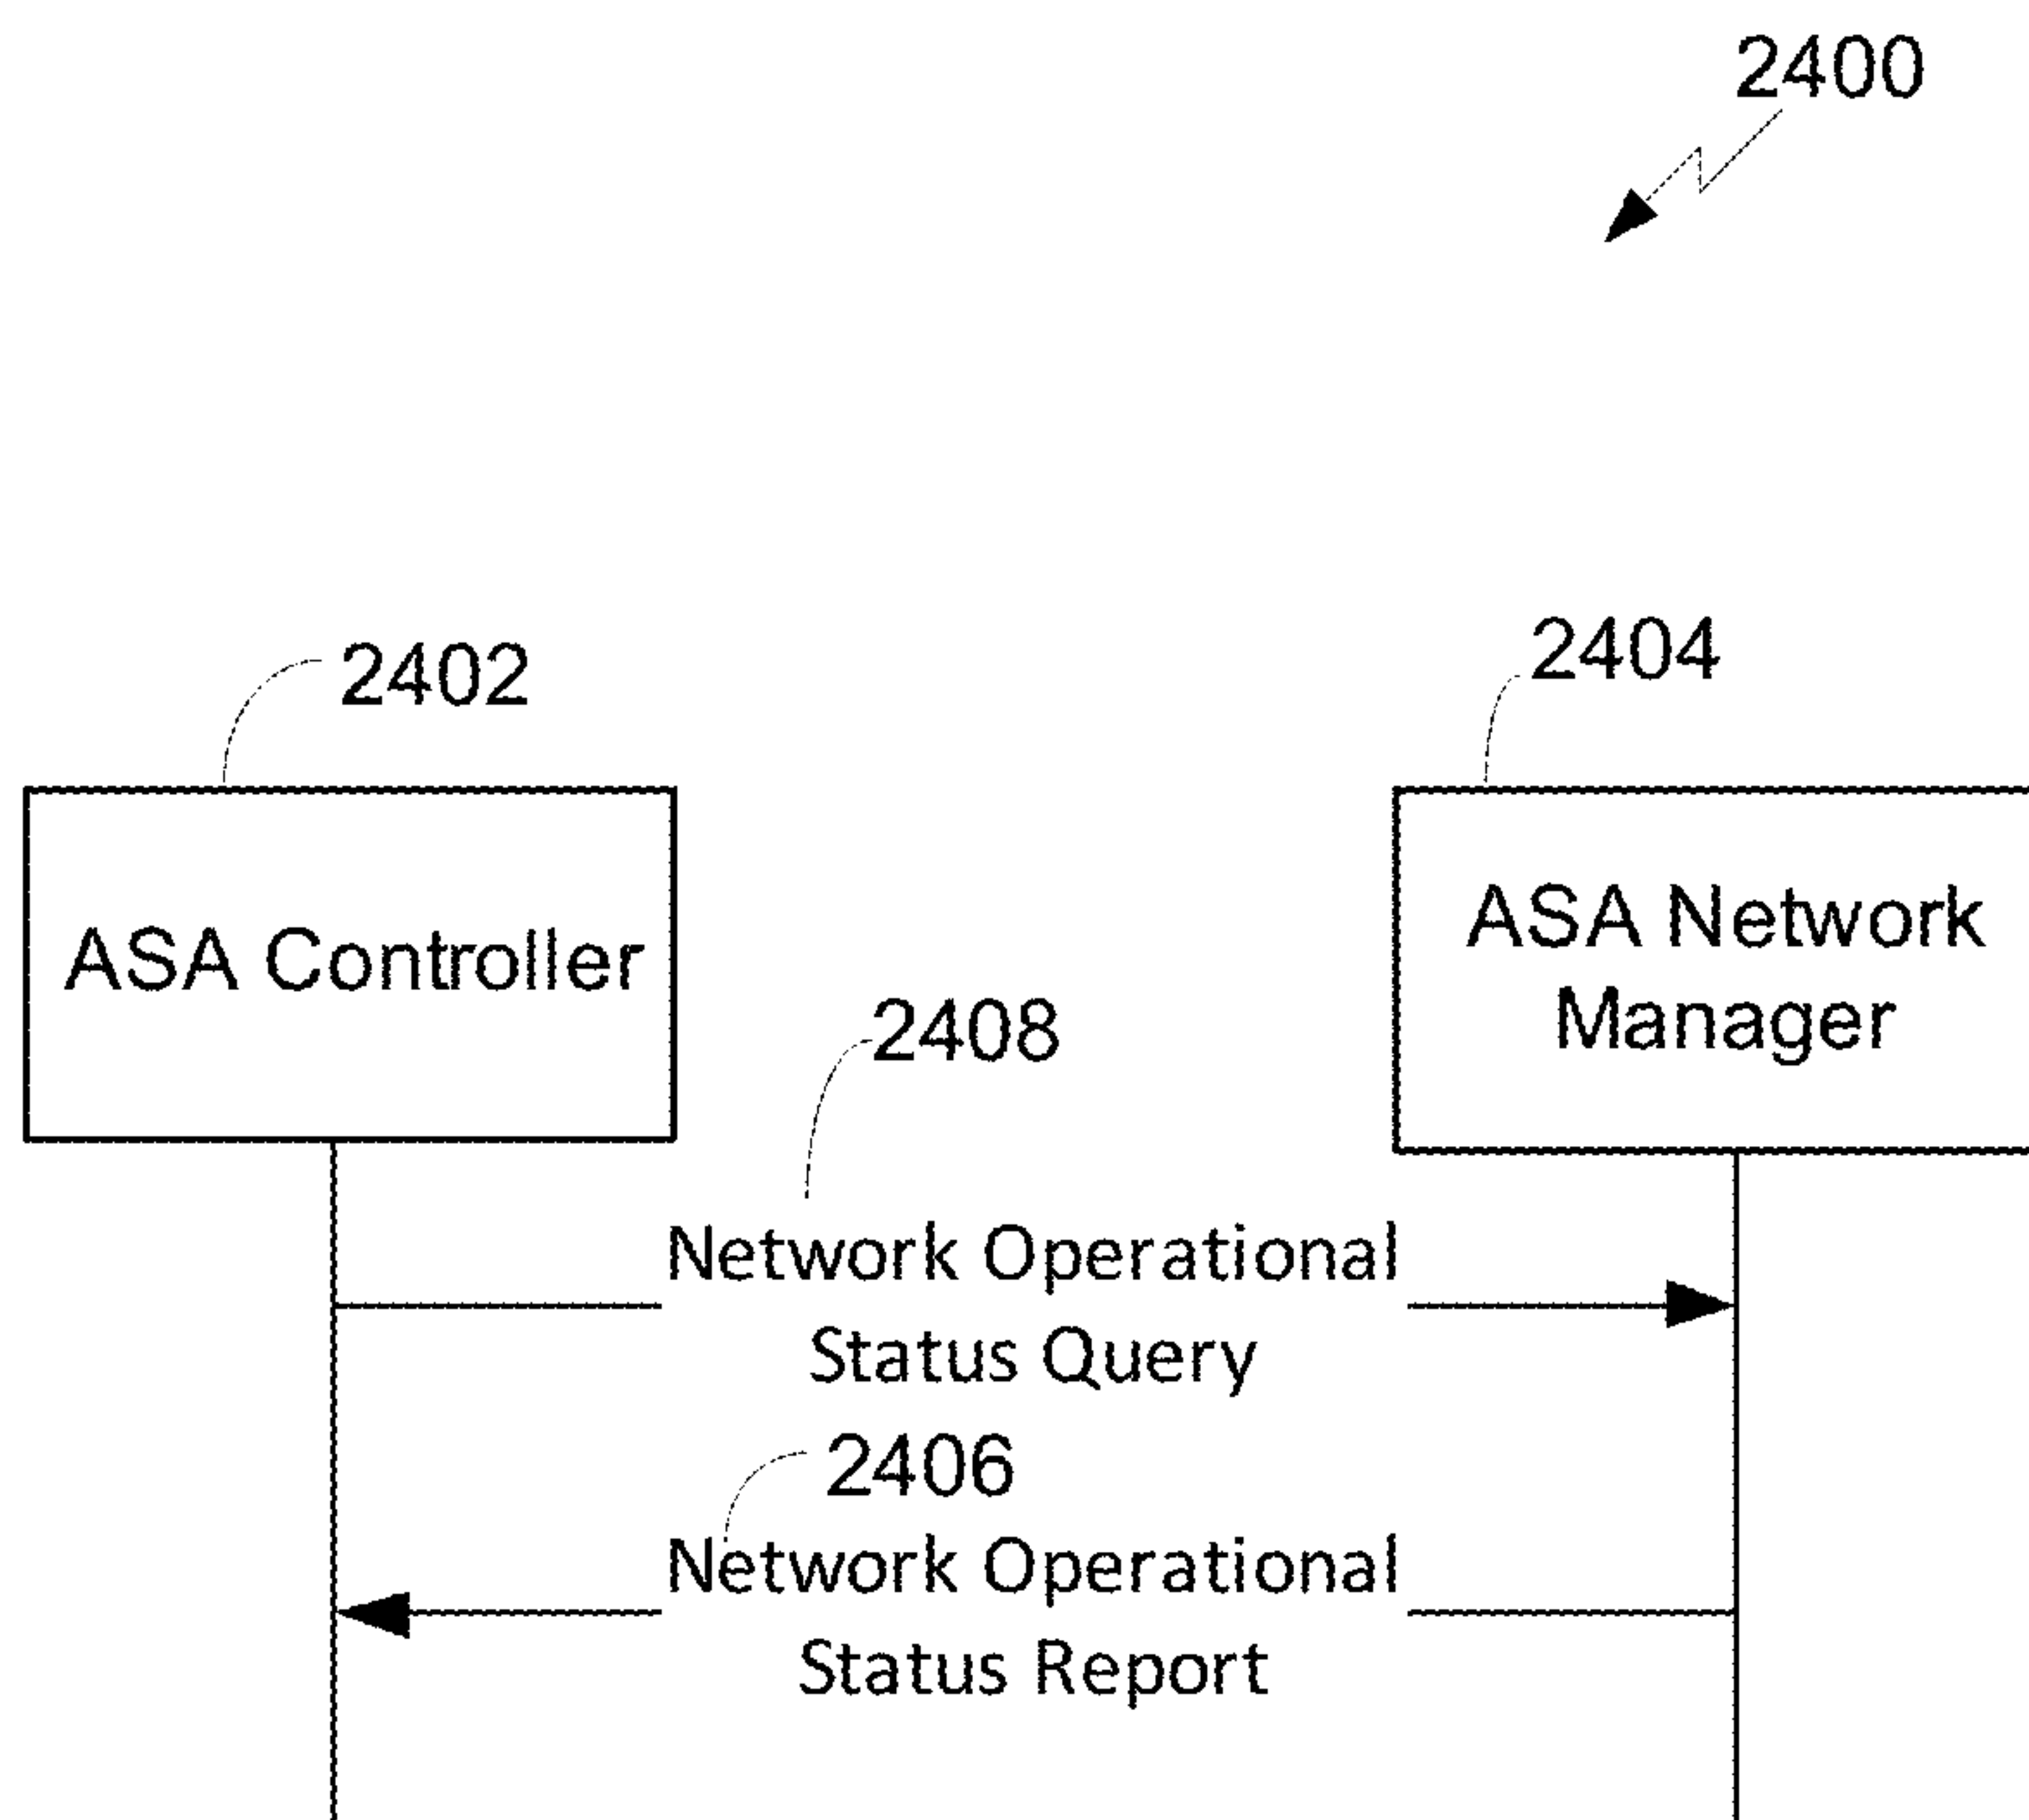 2400
2402
2404
ASA Controller
ASA Network
Manager
2408
Network Operational
Status Query
2406
Network Operational
Status Report